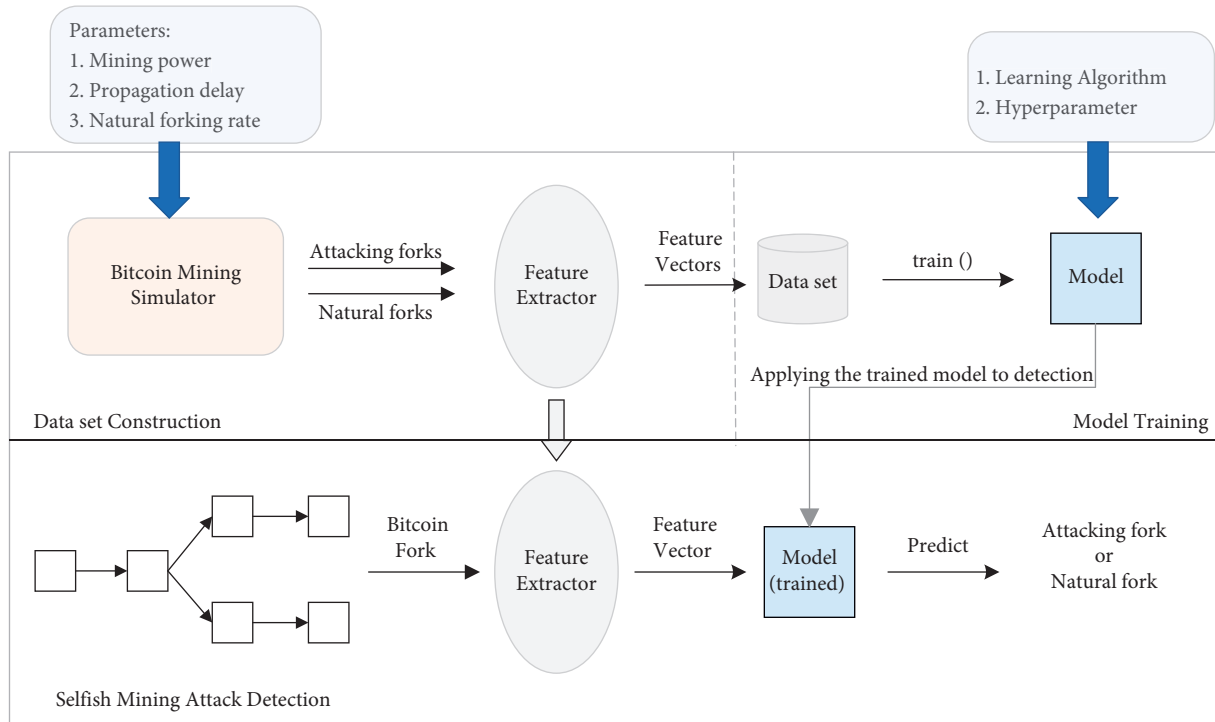 Parameters:
1. Mining power
2. Propagation delay
3. Natural forking rate
1. Learning Algorithm
2. Hyperparameter
Bitcoin Mining
Simulator
Attacking forks
Natural forks
Feature
Extractor
Feature
Vectors
Data set
train ()
Model
Applying the trained model to detection
Data set Construction
Model Training
Bitcoin
Fork
Feature
Extractor
Feature
Vector
Model
(trained)
Predict
Attacking fork
or
Natural fork
Selfish Mining Attack Detection